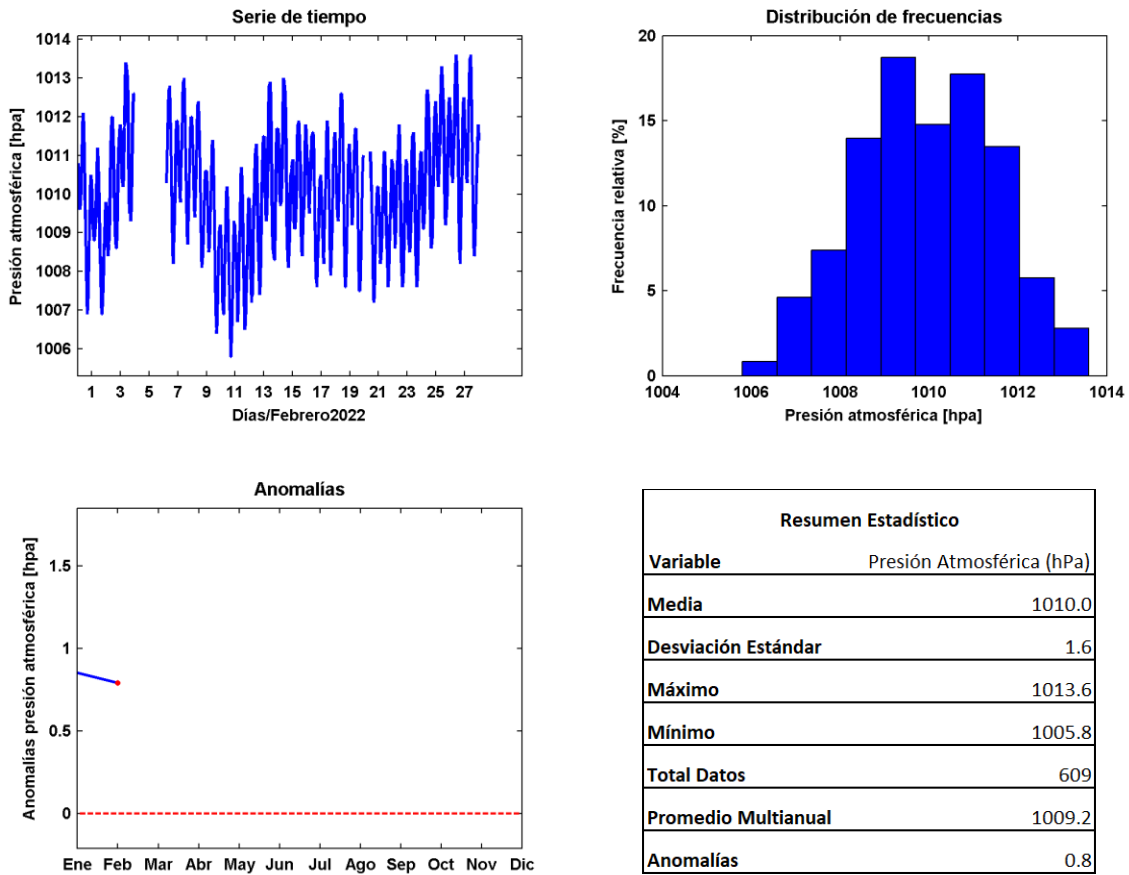 Serie de tiempo
1014
1013
1012
1011
1010
1009
1008
1007
1006
Presión atmosférica [hpa]
1 3 5 7 9 11 13 15 17 19 21 23 25 27
Días/Febrero2022
Distribución de frecuencias
20
15
10
5
0
Frecuencia relativa [%]
1004 1006 1008 1010 1012 1014
Presión atmosférica [hpa]
Anomalías
1.5
1
0.5
0
Anomalías presión atmosférica [hpa]
Ene Feb Mar Abr May Jun Jul Ago Sep Oct Nov Dic
Resumen Estadístico
Variable Presión Atmosférica (hPa)
Media 1010.0
Desviación Estándar 1.6
Máximo 1013.6
Mínimo 1005.8
Total Datos 609
Promedio Multianual 1009.2
Anomalías 0.8